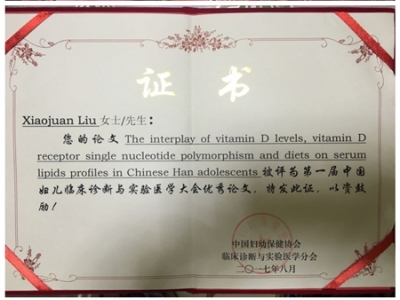 证 书
Xiaojuan Liu 女士/先生：
您的论文 The interplay of vitamin D levels, vitamin D
receptor single nucleotide polymorphism and diets on serum
lipids profiles in Chinese Han adolescents 被评为第一届中国
妇儿临床诊断与实验医学大会优秀论文，特发此证，以资鼓
励！
中国妇幼保健协会
临床诊断与实验医学分会
二〇一七年八月